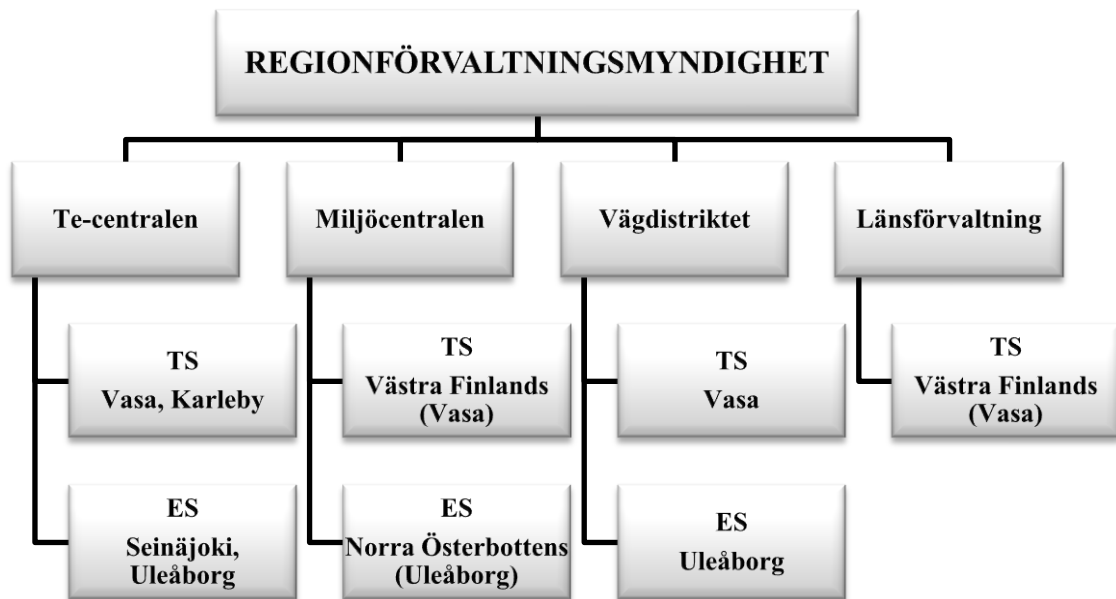 REGIONFÖRVALTNINGSMYNDIGHET
Te-centralen
Miljöcentralen
Vägdistriktet
Länsförvaltning
TS
Vasa, Karleby
TS
Västra Finlands
(Vasa)
TS
Vasa
TS
Västra Finlands
(Vasa)
ES
Seinäjoki,
Uleåborg
ES
Norra Österbottens
(Uleåborg)
ES
Uleåborg